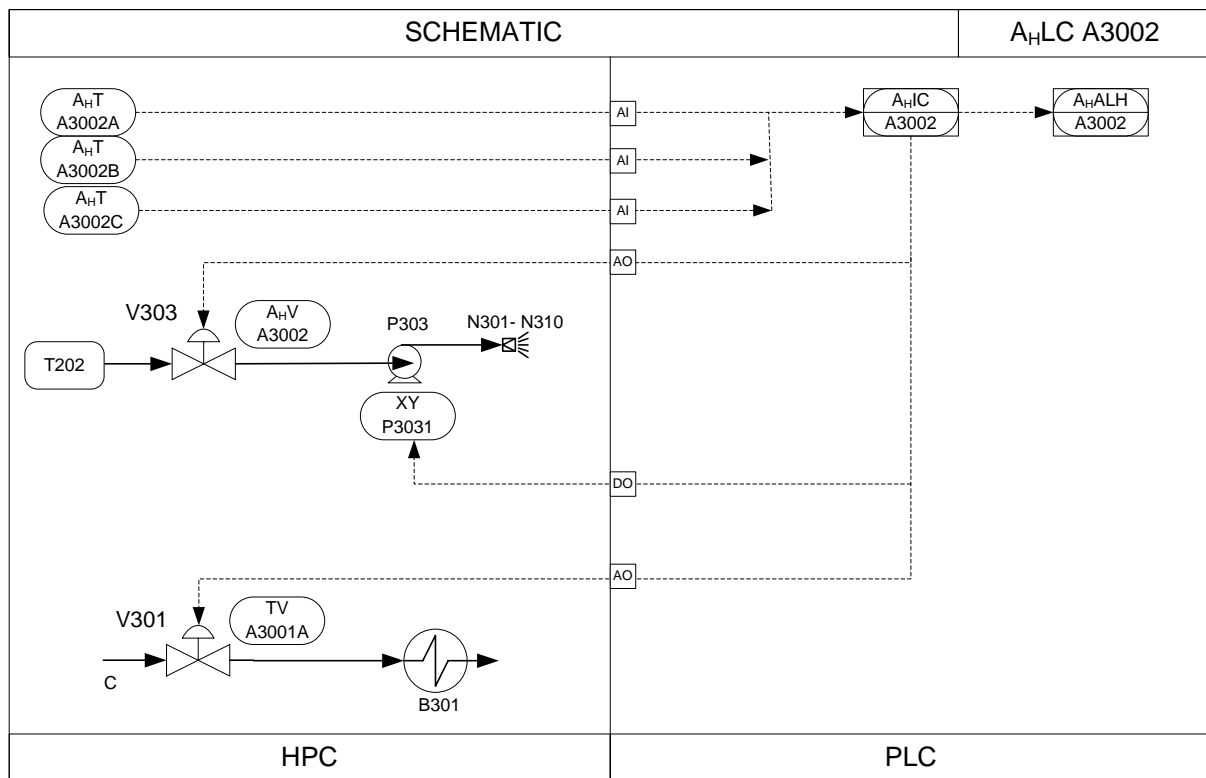 SCHEMATIC
AHLC A3002
AHT
A3002A
AI
AHIC
A3002
AHALH
A3002
AHT
A3002B
AI
AHT
A3002C
AI
AO
V303
AHV
A3002
P303
N301- N310
T202
XY
P3031
DO
AO
V301
TV
A3001A
C
B301
HPC
PLC